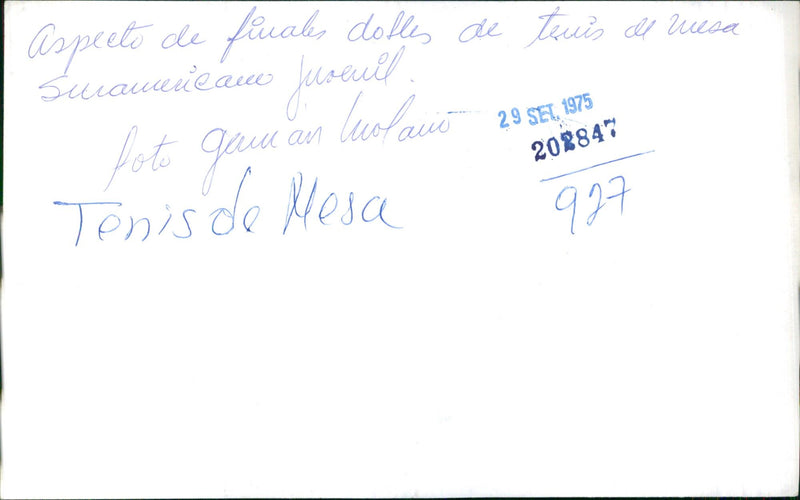 Aspecto de finales dobles de tenis de mesa
suramericano juvenil.
foto German Molano
29 SET. 1975
202847
927
Tenis de Mesa